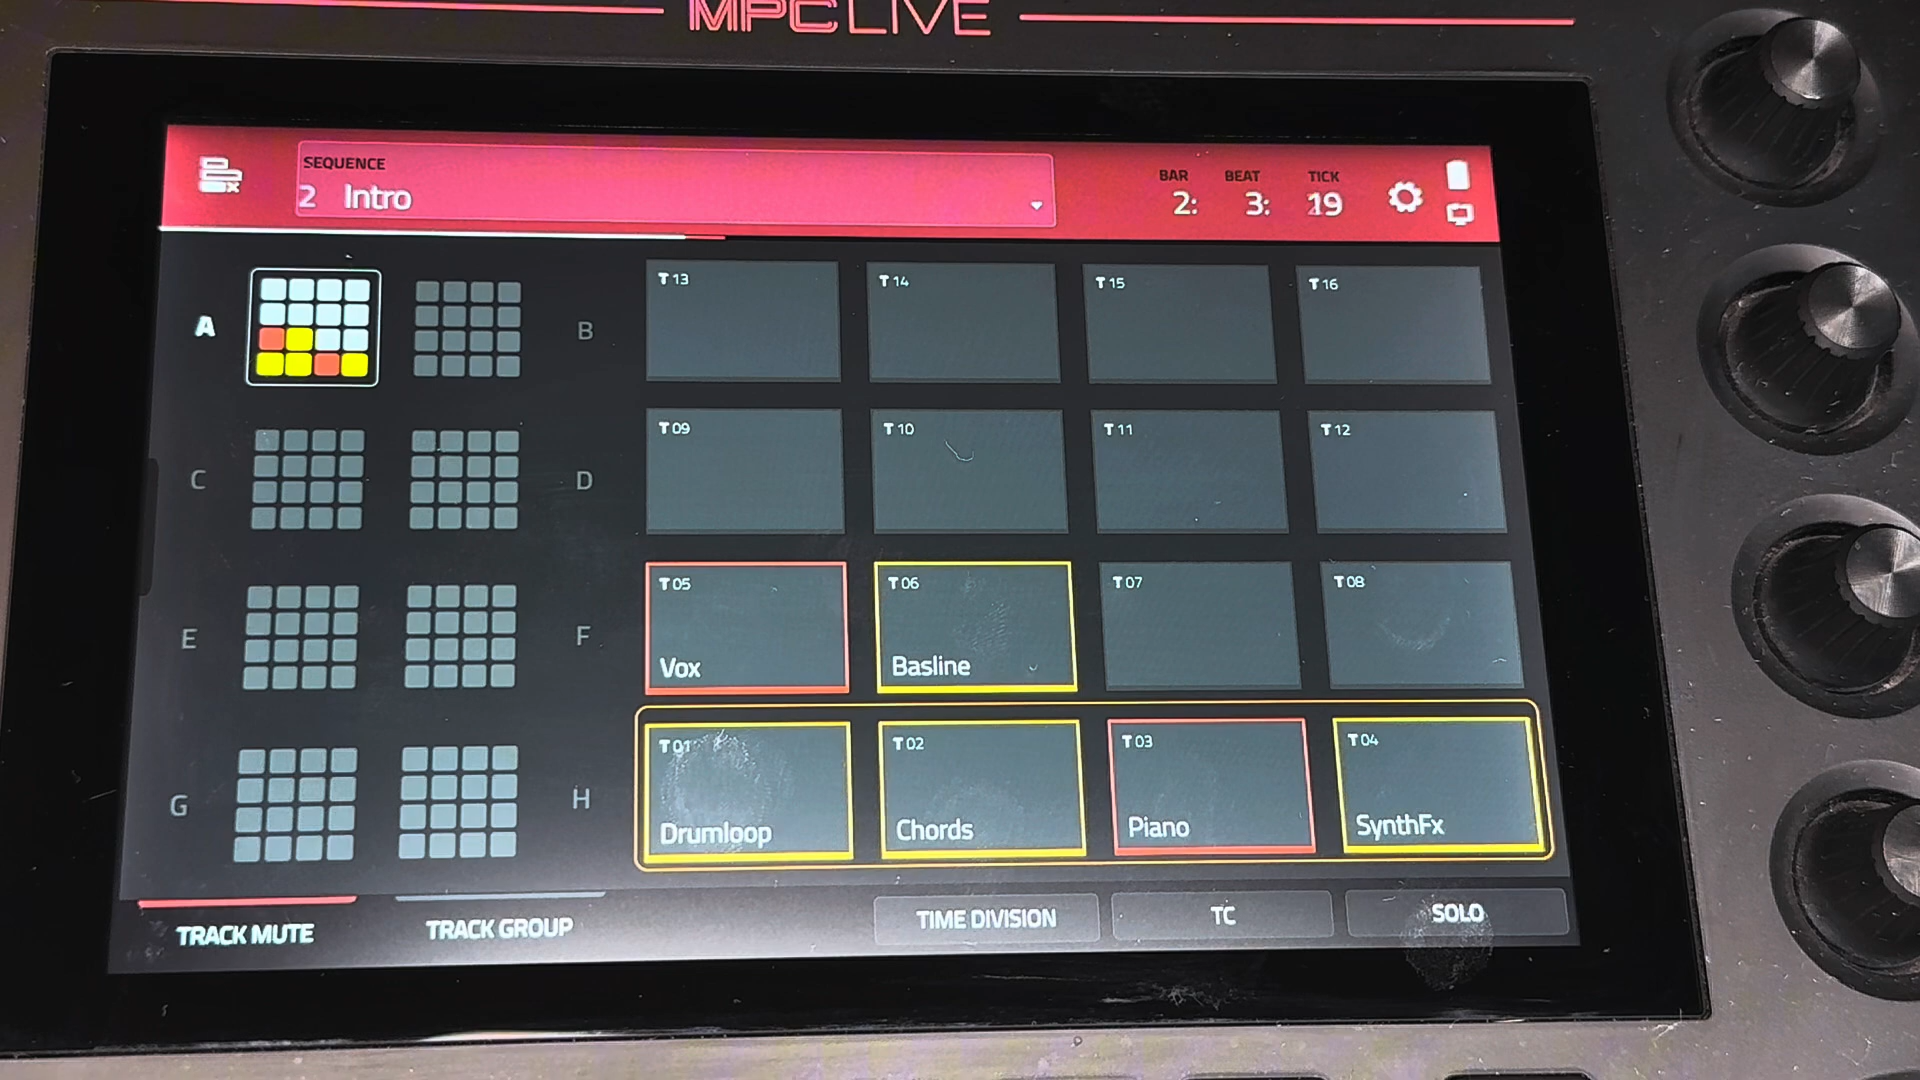 MPC LIVE
SEQUENCE
2 Intro
BAR BEAT TICK
2: 3: 19
A B
C D
E F
G H
T 13 T 14 T 15 T 16
T 09 T 10 T 11 T 12
T 05 T 06 T 07 T 08
Vox Basline
T 01 T 02 T 03 T 04
Drumloop Chords Piano SynthFx
TRACK MUTE TRACK GROUP TIME DIVISION TC SOLO